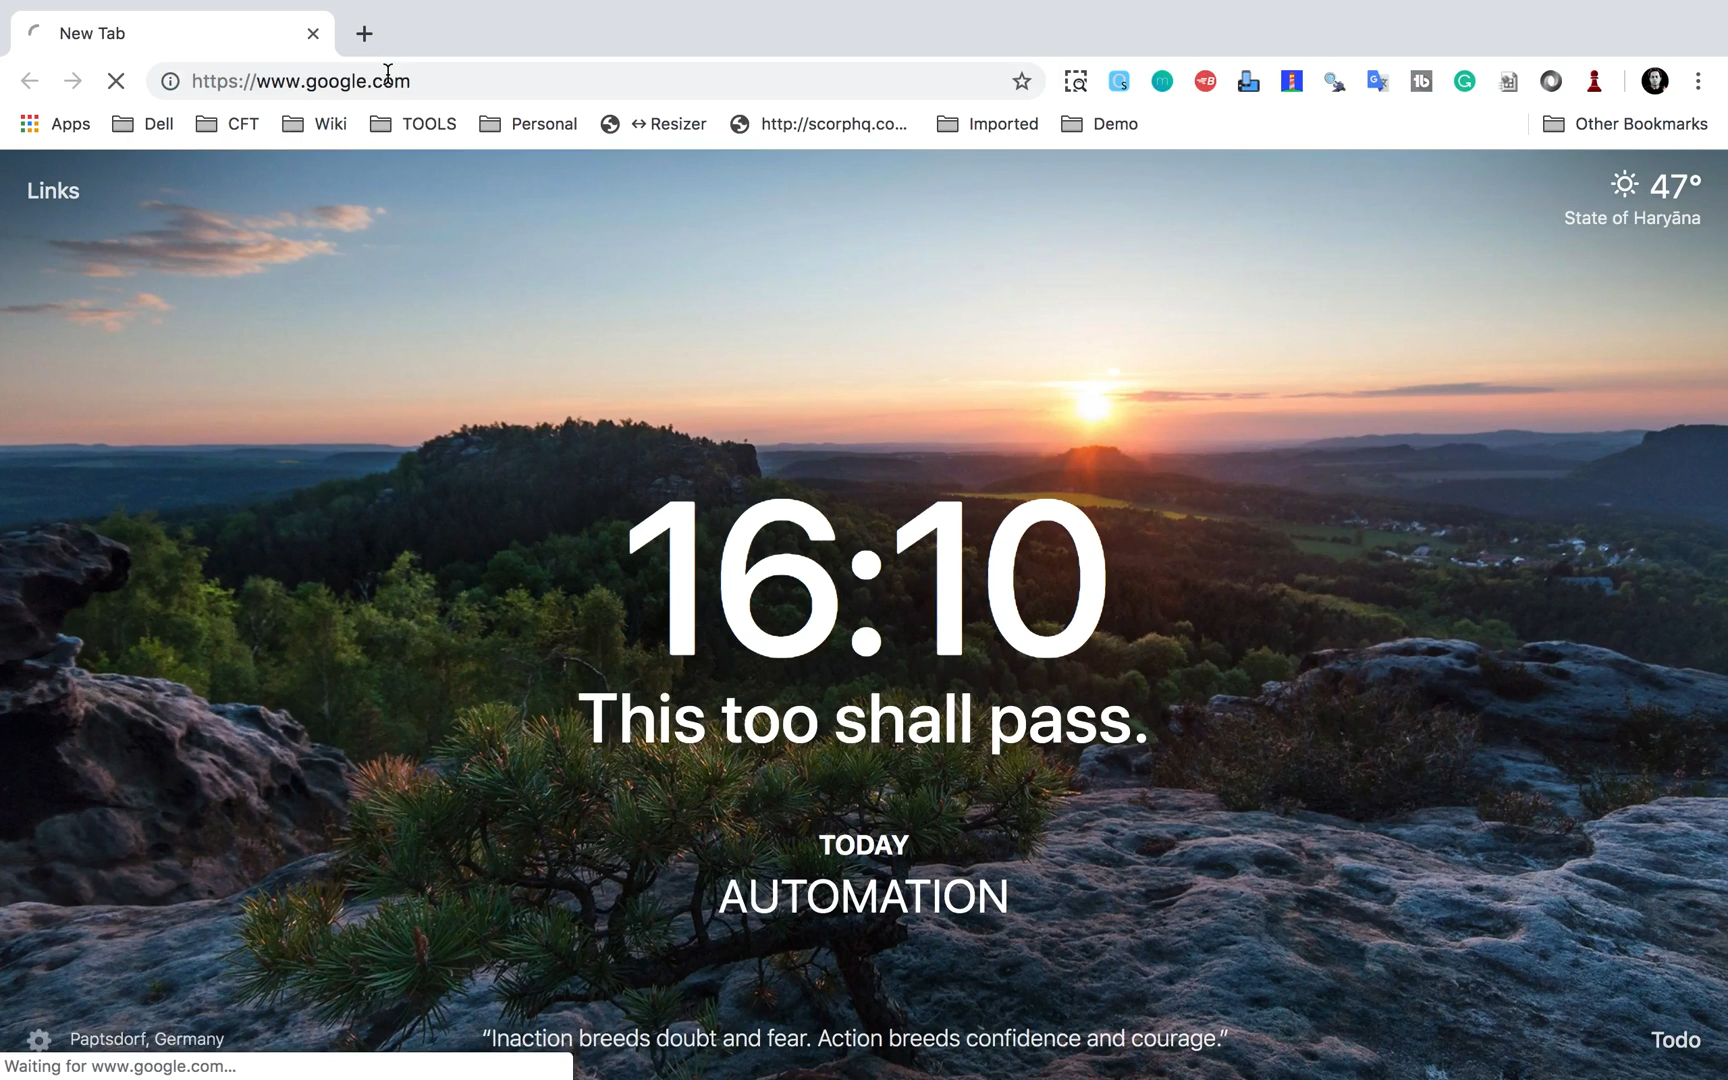 New Tab
https://www.google.com
Apps Dell CFT Wiki TOOLS Personal ↔Resizer http://scorphq.co... Imported Demo Other Bookmarks
Links
47°
State of Haryāna
16:10
This too shall pass.
TODAY
AUTOMATION
Paptsdorf, Germany
“Inaction breeds doubt and fear. Action breeds confidence and courage.”
Todo
Waiting for www.google.com...